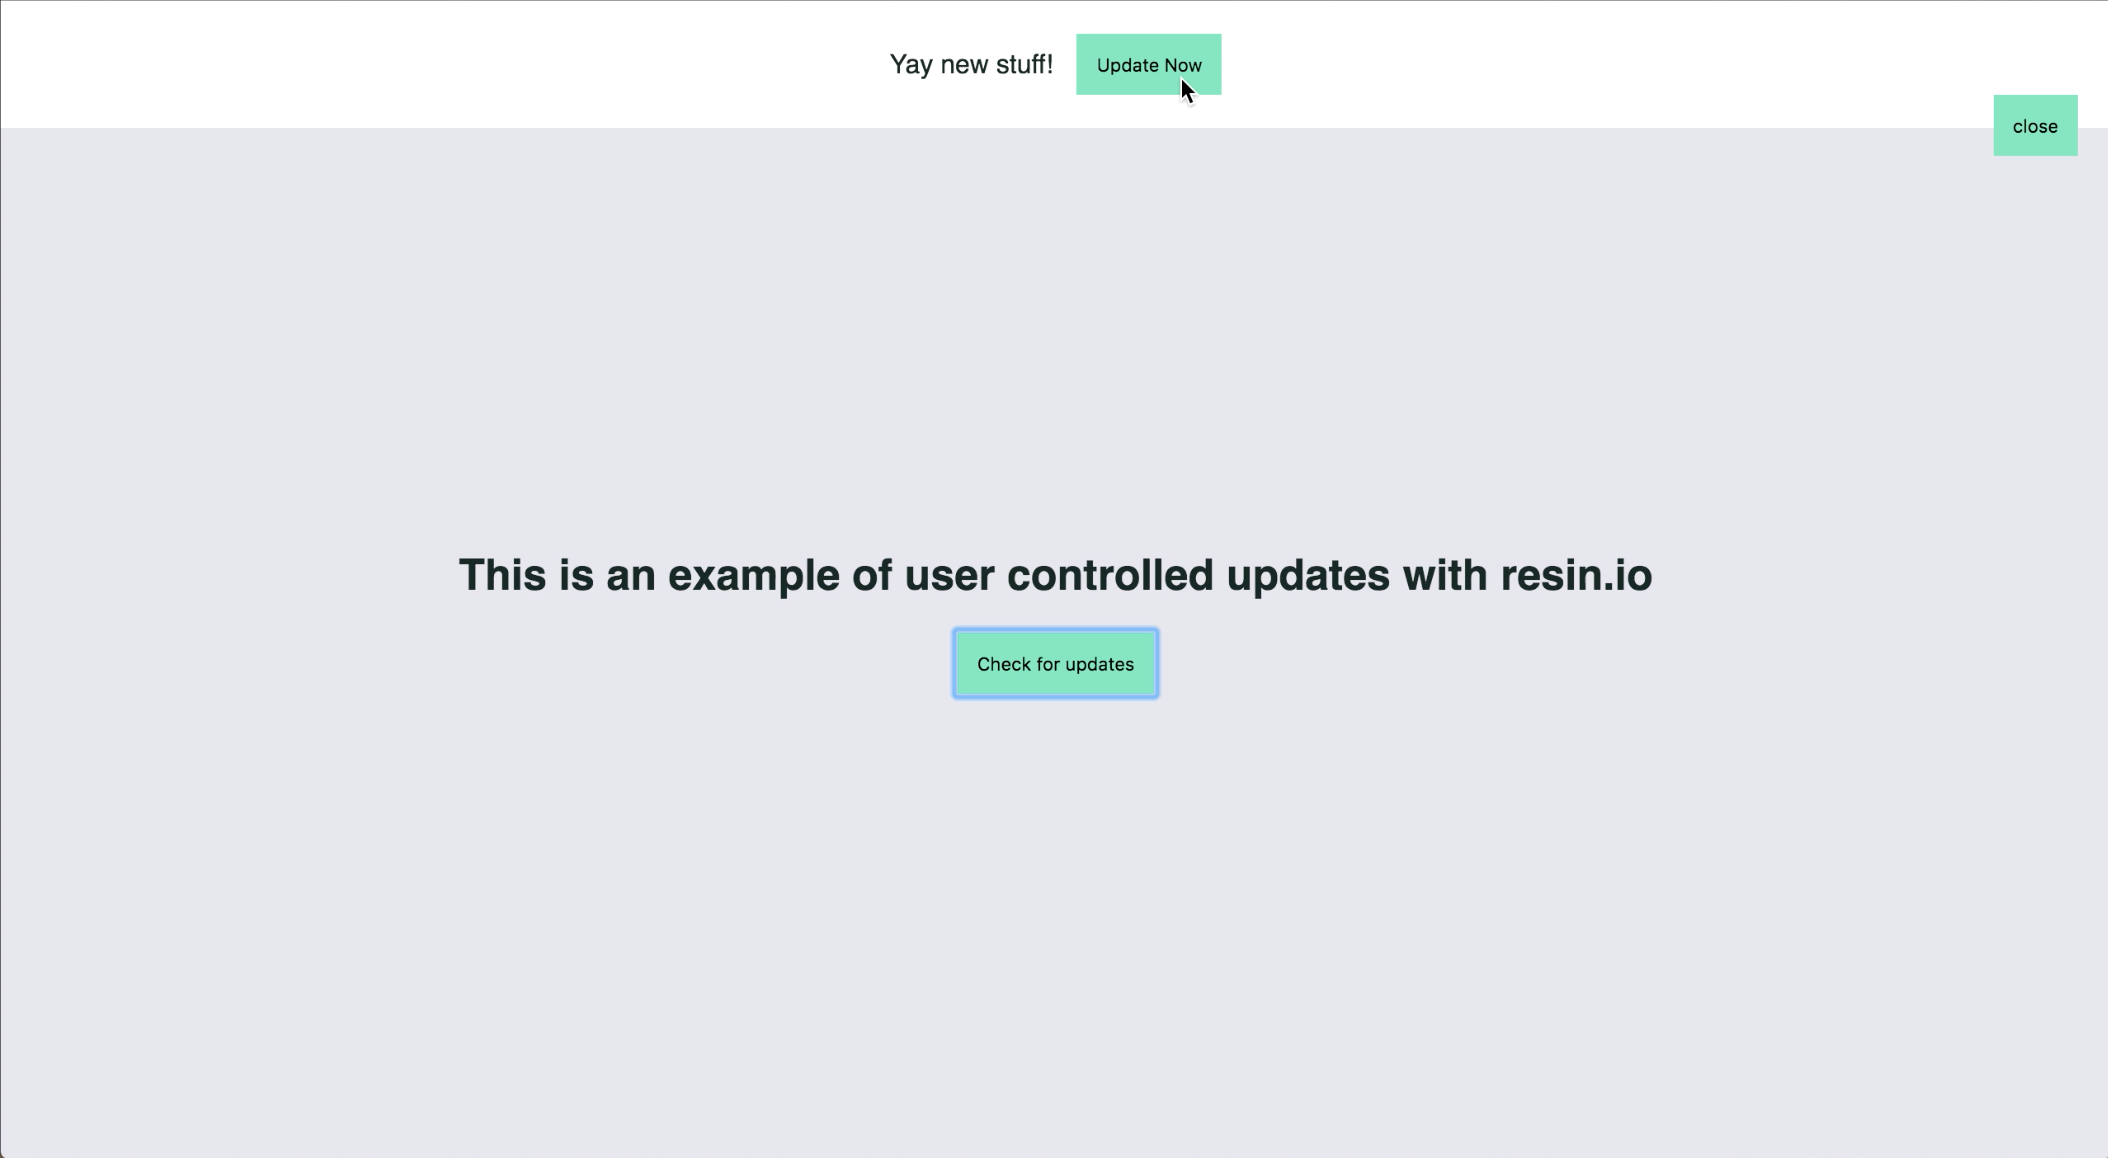 Yay new stuff! Update Now
close
This is an example of user controlled updates with resin.io
Check for updates